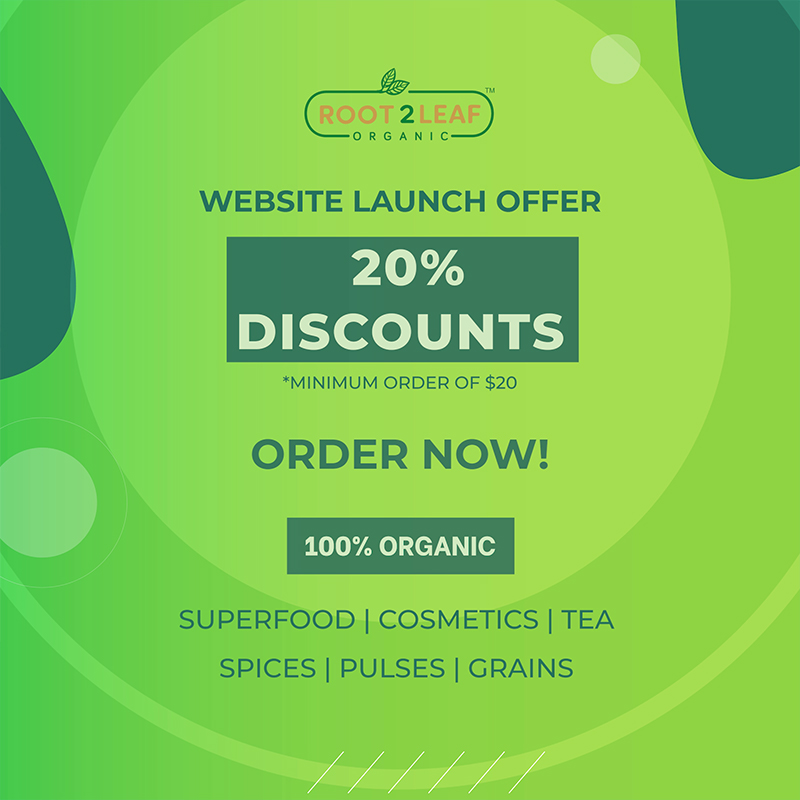 ROOT 2 LEAF TM
ORGANIC
WEBSITE LAUNCH OFFER
20%
DISCOUNTS
*MINIMUM ORDER OF $20
ORDER NOW!
100% ORGANIC
SUPERFOOD | COSMETICS | TEA
SPICES | PULSES | GRAINS